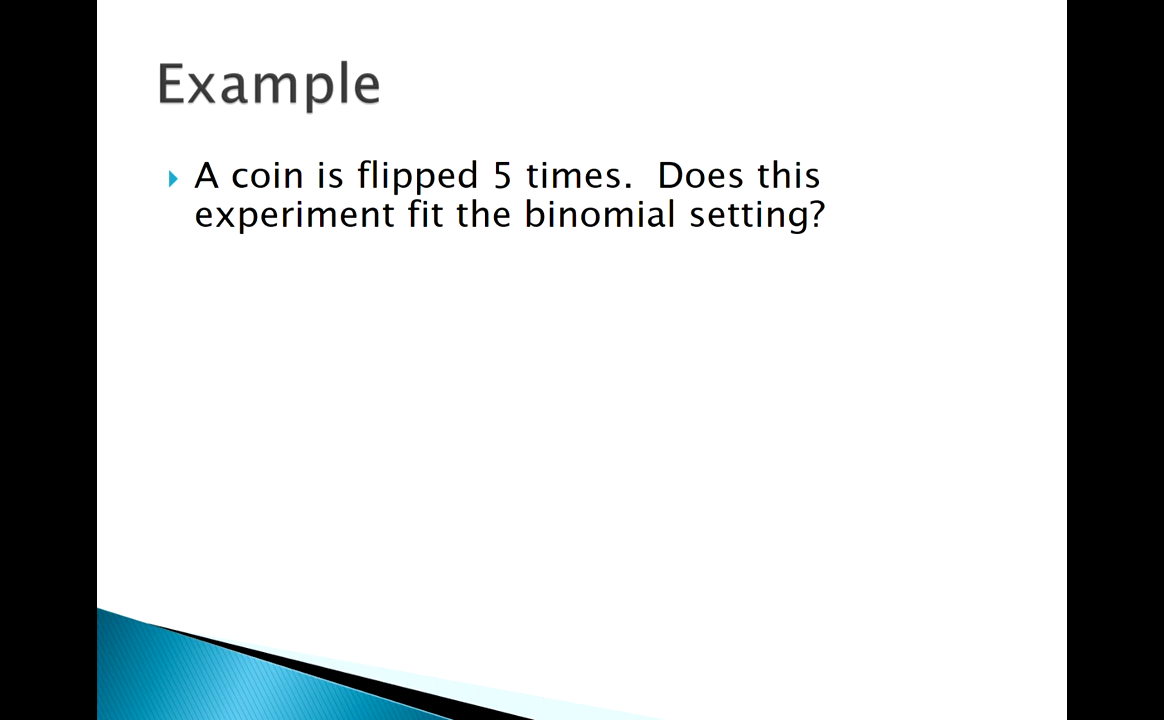 Example
A coin is flipped 5 times.  Does this
experiment fit the binomial setting?